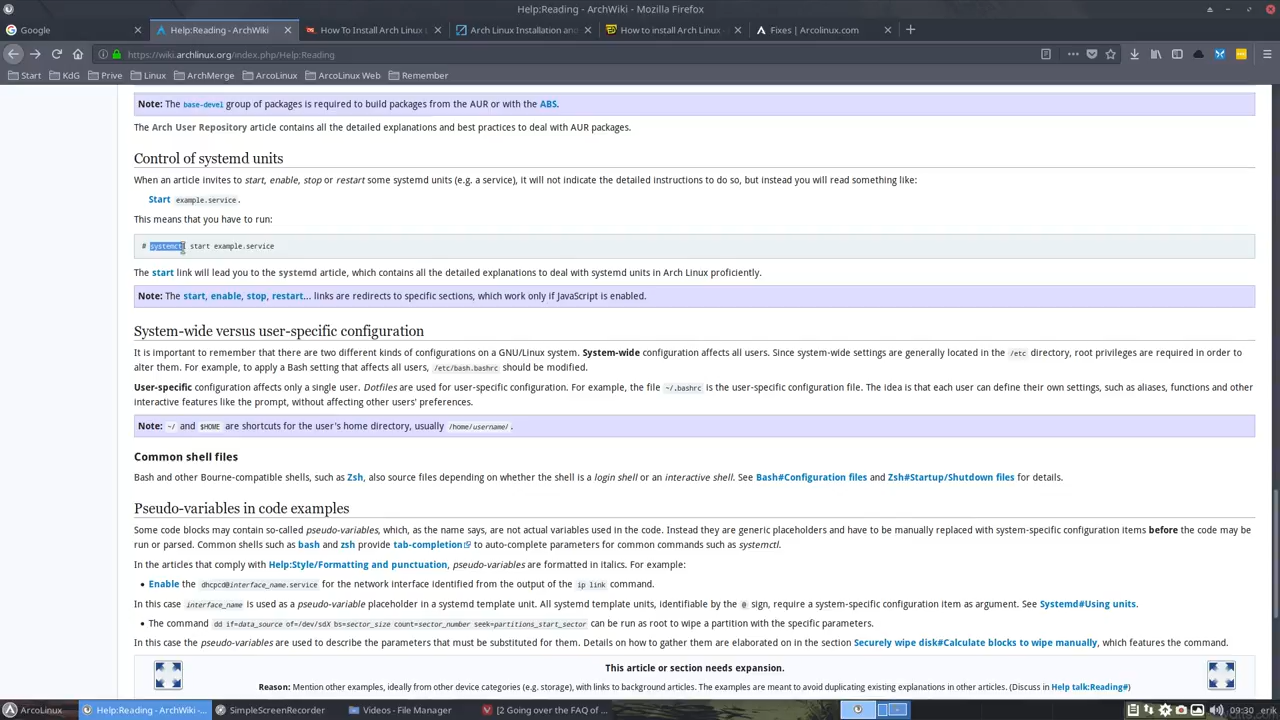 Help:Reading - ArchWiki - Mozilla Firefox
Google
Help:Reading - ArchWiki
How To Install Arch Linux
Arch Linux Installation and
How to install Arch Linux
Fixes | Arcolinux.com
https://wiki.archlinux.org/index.php/Help:Reading
Start KdG Prive Linux ArchMerge ArcoLinux ArcoLinux Web Remember
Note: The base-devel group of packages is required to build packages from the AUR or with the ABS.
The Arch User Repository article contains all the detailed explanations and best practices to deal with AUR packages.
Control of systemd units
When an article invites to start, enable, stop or restart some systemd units (e.g. a service), it will not indicate the detailed instructions to do so, but instead you will read something like:
Start example.service.
This means that you have to run:
# systemctl start example.service
The start link will lead you to the systemd article, which contains all the detailed explanations to deal with systemd units in Arch Linux proficiently.
Note: The start, enable, stop, restart... links are redirects to specific sections, which work only if JavaScript is enabled.
System-wide versus user-specific configuration
It is important to remember that there are two different kinds of configurations on a GNU/Linux system. System-wide configuration affects all users. Since system-wide settings are generally located in the /etc directory, root privileges are required in order to
alter them. For example, to apply a Bash setting that affects all users, /etc/bash.bashrc should be modified.
User-specific configuration affects only a single user. Dotfiles are used for user-specific configuration. For example, the file ~/.bashrc is the user-specific configuration file. The idea is that each user can define their own settings, such as aliases, functions and other
interactive features like the prompt, without affecting other users' preferences.
Note: ~/ and $HOME are shortcuts for the user's home directory, usually /home/username/.
Common shell files
Bash and other Bourne-compatible shells, such as Zsh, also source files depending on whether the shell is a login shell or an interactive shell. See Bash#Configuration files and Zsh#Startup/Shutdown files for details.
Pseudo-variables in code examples
Some code blocks may contain so-called pseudo-variables, which, as the name says, are not actual variables used in the code. Instead they are generic placeholders and have to be manually replaced with system-specific configuration items before the code may be
run or parsed. Common shells such as bash and zsh provide tab-completion to auto-complete parameters for common commands such as systemctl.
In the articles that comply with Help:Style/Formatting and punctuation, pseudo-variables are formatted in italics. For example:
• Enable the dhcpcd@interface_name.service for the network interface identified from the output of the ip link command.
In this case interface_name is used as a pseudo-variable placeholder in a systemd template unit. All systemd template units, identifiable by the @ sign, require a system-specific configuration item as argument. See Systemd#Using units.
• The command dd if=data_source of=/dev/sdX bs=sector_size count=sector_number seek=partitions_start_sector can be run as root to wipe a partition with the specific parameters.
In this case the pseudo-variables are used to describe the parameters that must be substituted for them. Details on how to gather them are elaborated on in the section Securely wipe disk#Calculate blocks to wipe manually, which features the command.
This article or section needs expansion.
Reason: Mention other examples, ideally from other device categories (e.g. storage), with links to background articles. The examples are meant to avoid duplicating existing explanations in other articles. (Discuss in Help talk:Reading#)
ArcoLinux
Help:Reading - ArchWiki -...
SimpleScreenRecorder
Videos - File Manager
[2 Going over the FAQ of ...
09:30 erik